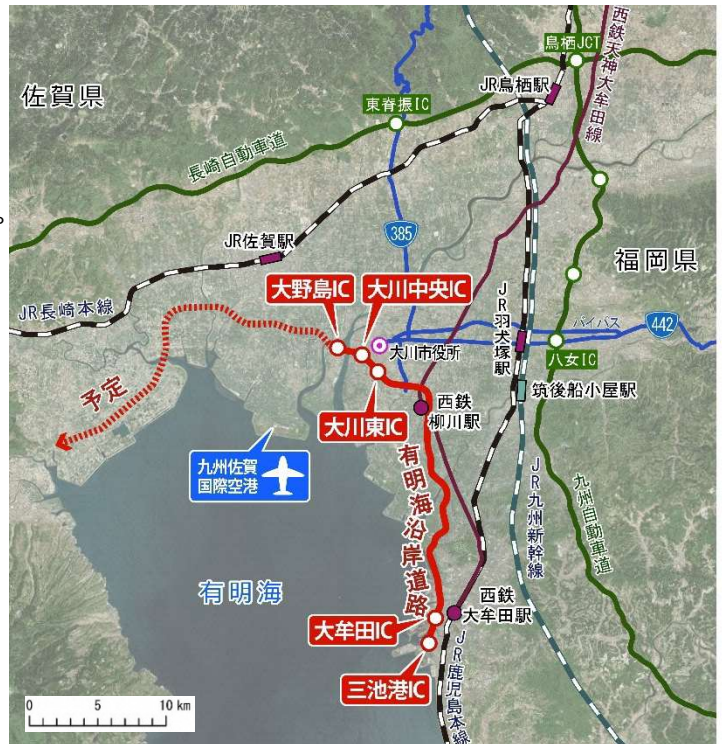 佐賀県
鳥栖JCT
西鉄天神大牟田線
JR鳥栖駅
東脊振IC
長崎自動車道
。
385
JR佐賀駅
福岡県
JR長崎本線
大野島IC
大川中央IC
442
バイパス
大川市役所
JR羽犬塚駅
八女IC
予定
大川東IC
西鉄
柳川駅
筑後船小屋駅
九州佐賀
国際空港
有明海沿岸道路
JR九州新幹線
九州自動車道
有明海
大牟田IC
西鉄
大牟田駅
三池港IC
JR鹿児島本線
0 5 10 km